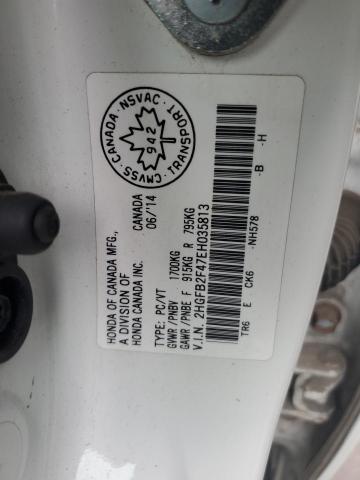 HONDA OF CANADA MFG.,
A DIVISION OF
HONDA CANADA INC.
CANADA
06/'14
TYPE: PC/VT
GVWR /PNBV 1700KG
GAWR /PNBE F 915KG R 795KG
V.I.N. 2HGFB2F47EH035813
TR6 E CK6 -NH578 -B -H
CANADA · NSVAC · TRANSPORT · CMVSS
942